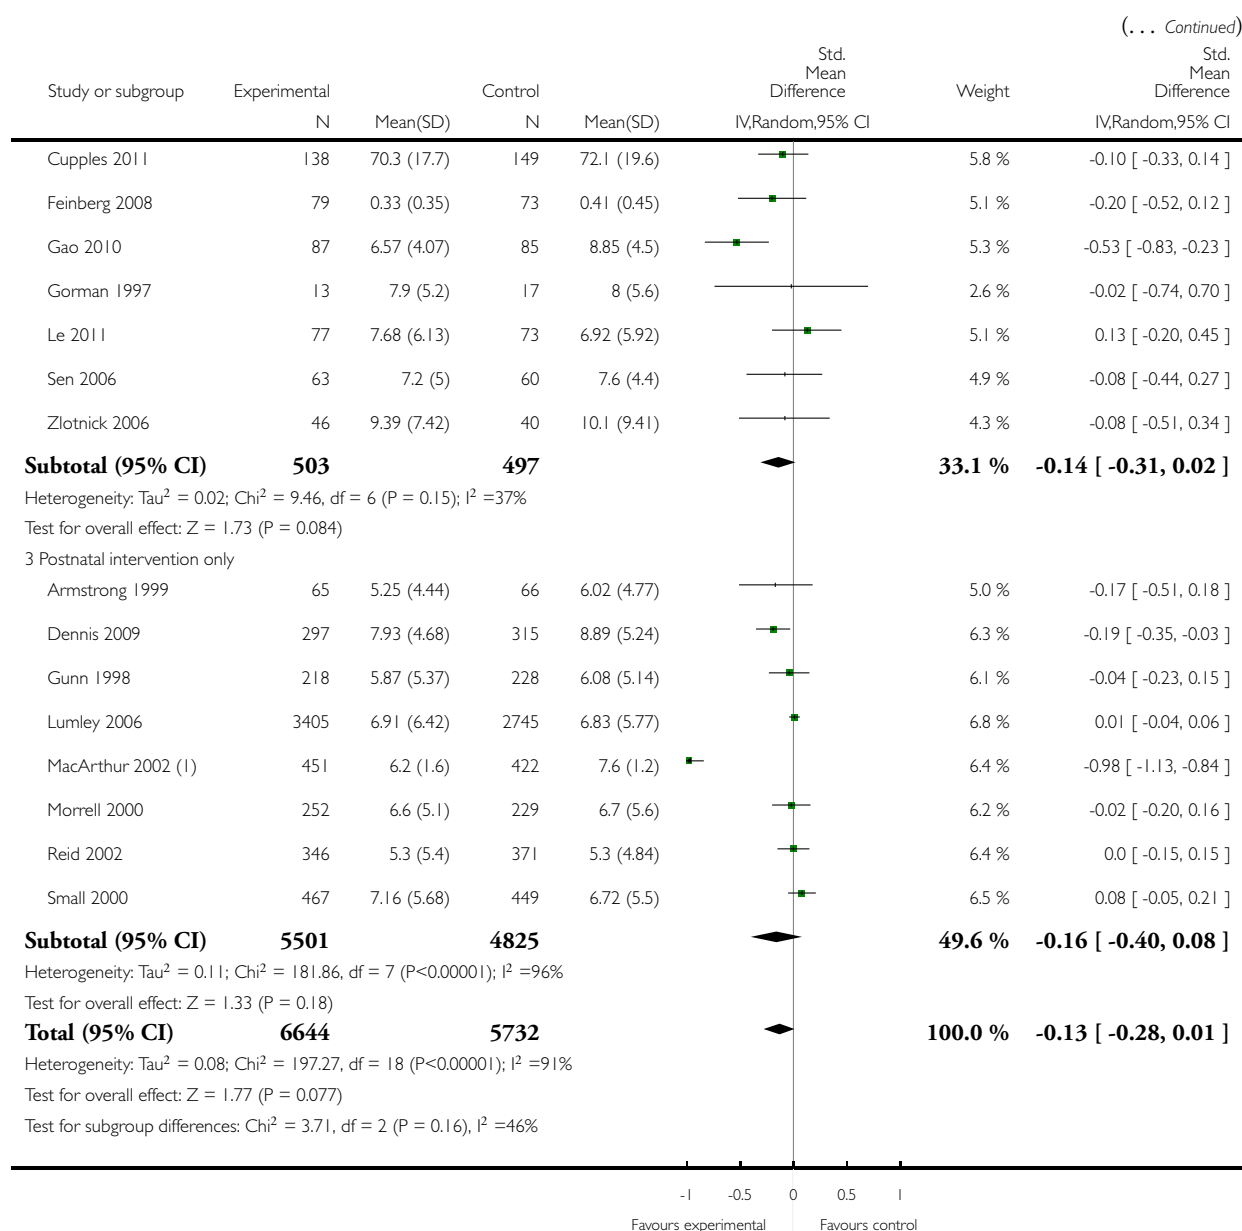 (... Continued)
Study or subgroup Experimental Control Std. Mean Difference Weight Std. Mean Difference
N Mean(SD) N Mean(SD) IV,Random,95% CI IV,Random,95% CI
Cupples 2011 138 70.3 (17.7) 149 72.1 (19.6) 5.8 % -0.10 [ -0.33, 0.14 ]
Feinberg 2008 79 0.33 (0.35) 73 0.41 (0.45) 5.1 % -0.20 [ -0.52, 0.12 ]
Gao 2010 87 6.57 (4.07) 85 8.85 (4.5) 5.3 % -0.53 [ -0.83, -0.23 ]
Gorman 1997 13 7.9 (5.2) 17 8 (5.6) 2.6 % -0.02 [ -0.74, 0.70 ]
Le 2011 77 7.68 (6.13) 73 6.92 (5.92) 5.1 % 0.13 [ -0.20, 0.45 ]
Sen 2006 63 7.2 (5) 60 7.6 (4.4) 4.9 % -0.08 [ -0.44, 0.27 ]
Zlotnick 2006 46 9.39 (7.42) 40 10.1 (9.41) 4.3 % -0.08 [ -0.51, 0.34 ]
Subtotal (95% CI) 503 497 33.1 % -0.14 [ -0.31, 0.02 ]
Heterogeneity: Tau² = 0.02; Chi² = 9.46, df = 6 (P = 0.15); I² =37%
Test for overall effect: Z = 1.73 (P = 0.084)
3 Postnatal intervention only
Armstrong 1999 65 5.25 (4.44) 66 6.02 (4.77) 5.0 % -0.17 [ -0.51, 0.18 ]
Dennis 2009 297 7.93 (4.68) 315 8.89 (5.24) 6.3 % -0.19 [ -0.35, -0.03 ]
Gunn 1998 218 5.87 (5.37) 228 6.08 (5.14) 6.1 % -0.04 [ -0.23, 0.15 ]
Lumley 2006 3405 6.91 (6.42) 2745 6.83 (5.77) 6.8 % 0.01 [ -0.04, 0.06 ]
MacArthur 2002 (1) 451 6.2 (1.6) 422 7.6 (1.2) 6.4 % -0.98 [ -1.13, -0.84 ]
Morrell 2000 252 6.6 (5.1) 229 6.7 (5.6) 6.2 % -0.02 [ -0.20, 0.16 ]
Reid 2002 346 5.3 (5.4) 371 5.3 (4.84) 6.4 % 0.0 [ -0.15, 0.15 ]
Small 2000 467 7.16 (5.68) 449 6.72 (5.5) 6.5 % 0.08 [ -0.05, 0.21 ]
Subtotal (95% CI) 5501 4825 49.6 % -0.16 [ -0.40, 0.08 ]
Heterogeneity: Tau² = 0.11; Chi² = 181.86, df = 7 (P<0.00001); I² =96%
Test for overall effect: Z = 1.33 (P = 0.18)
Total (95% CI) 6644 5732 100.0 % -0.13 [ -0.28, 0.01 ]
Heterogeneity: Tau² = 0.08; Chi² = 197.27, df = 18 (P<0.00001); I² =91%
Test for overall effect: Z = 1.77 (P = 0.077)
Test for subgroup differences: Chi² = 3.71, df = 2 (P = 0.16), I² =46%
-1 -0.5 0 0.5 1
Favours experimental Favours control